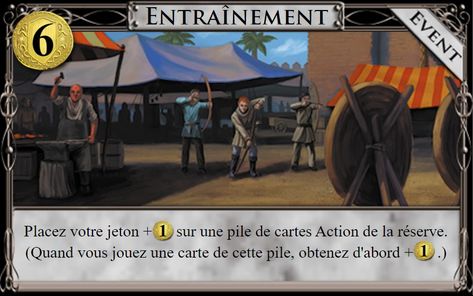 ENTRAÎNEMENT
6
EVENT
Placez votre jeton +1 sur une pile de cartes Action de la réserve.
(Quand vous jouez une carte de cette pile, obtenez d'abord +1 .)